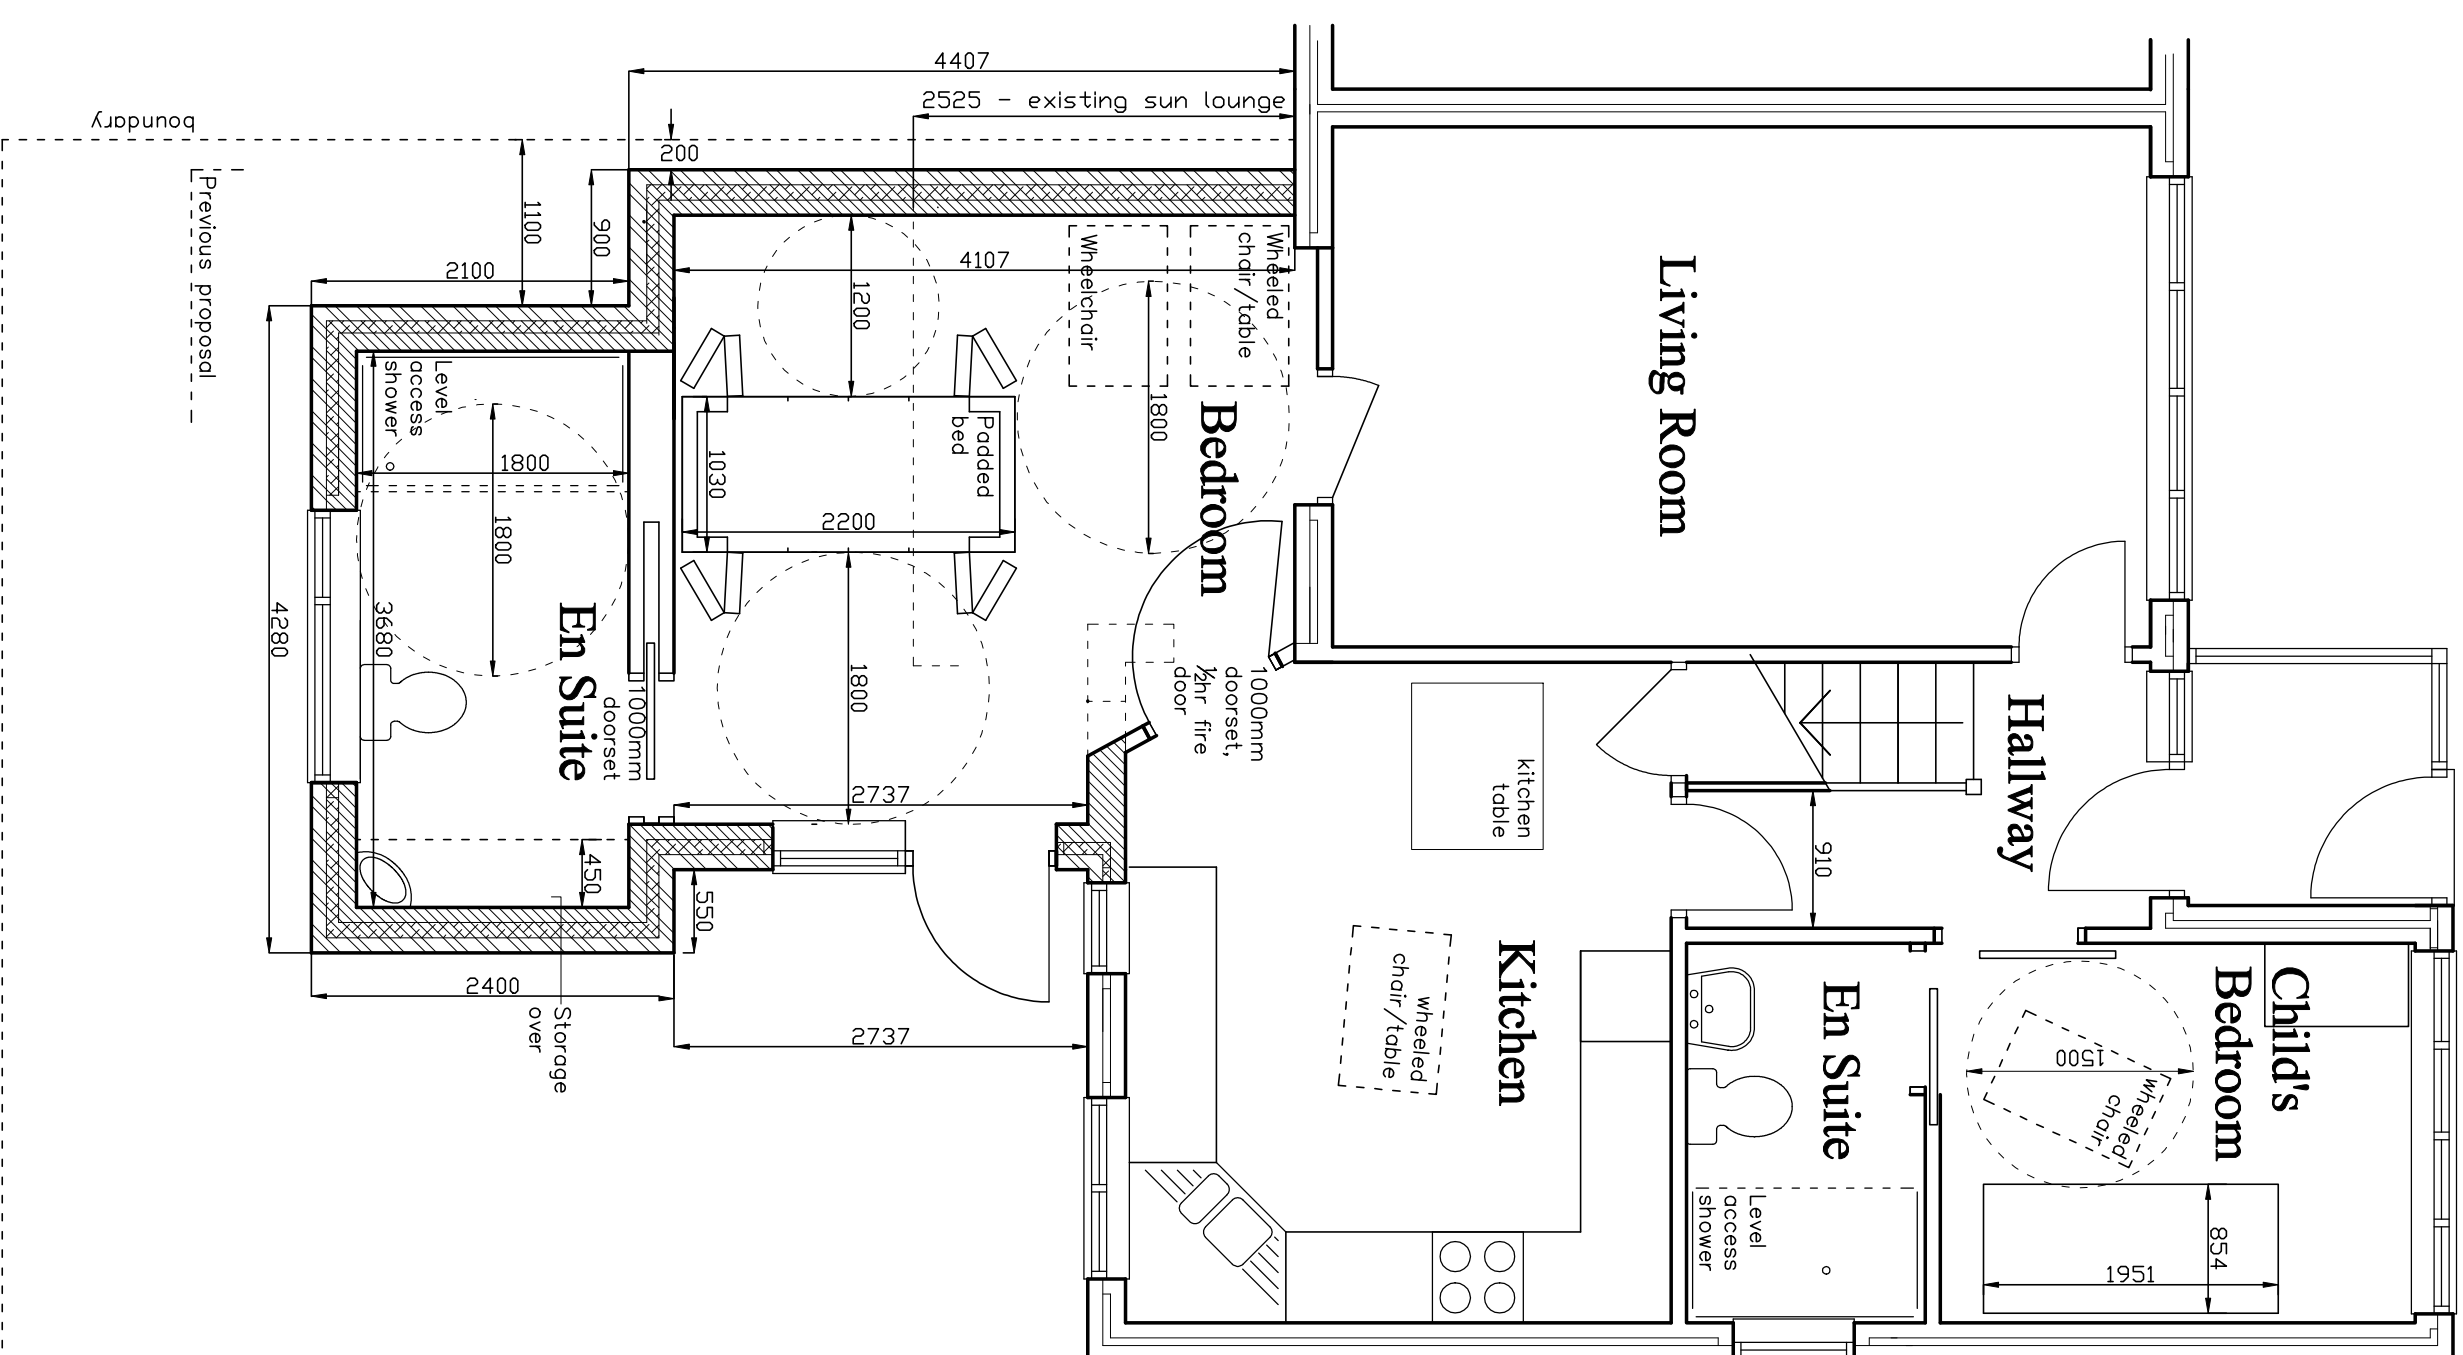 4407
2525 - existing sun lounge
boundary
200
Previous proposal
1100
900
2100
4107
1200
Wheelchair
Wheeled
chair/table
1800
Bedroom
Living Room
Level
access
shower
1800
1800
1030
Padded
bed
2200
4280
3680
En Suite
1000mm
doorset
1800
1000mm
doorset,
½hr fire
door
2737
450
550
2400
Storage
over
2737
kitchen
table
Hallway
910
Kitchen
wheeled
chair/table
En Suite
Level
access
shower
Child's
Bedroom
1500
wheeled
chair
854
1951